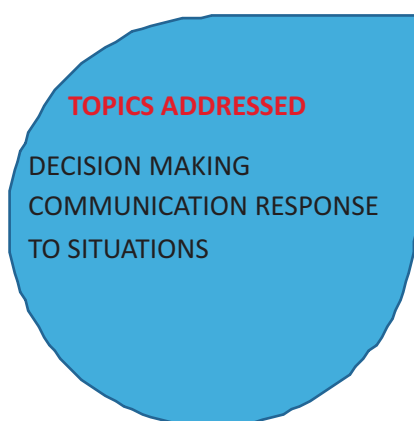 TOPICS ADDRESSED
DECISION MAKING
COMMUNICATION RESPONSE
TO SITUATIONS